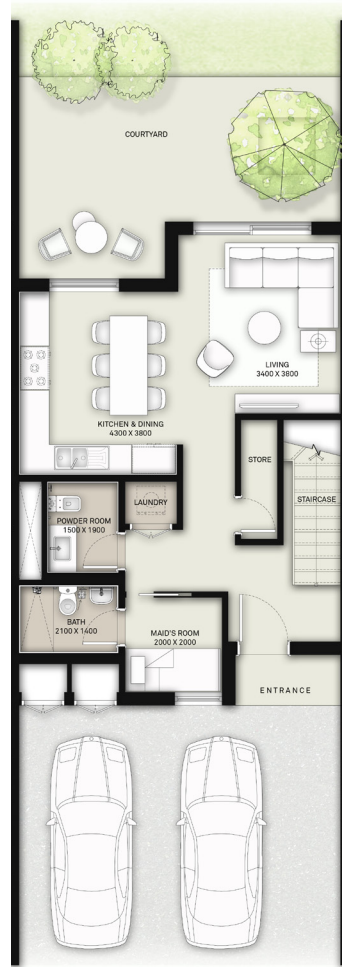 COURTYARD
LIVING
3400 X 3800
KITCHEN & DINING
4300 X 3800
STORE
LAUNDRY
STAIRCASE
POWDER ROOM
1500 X 1900
BATH
2100 X 1400
MAID'S ROOM
2000 X 2000
ENTRANCE